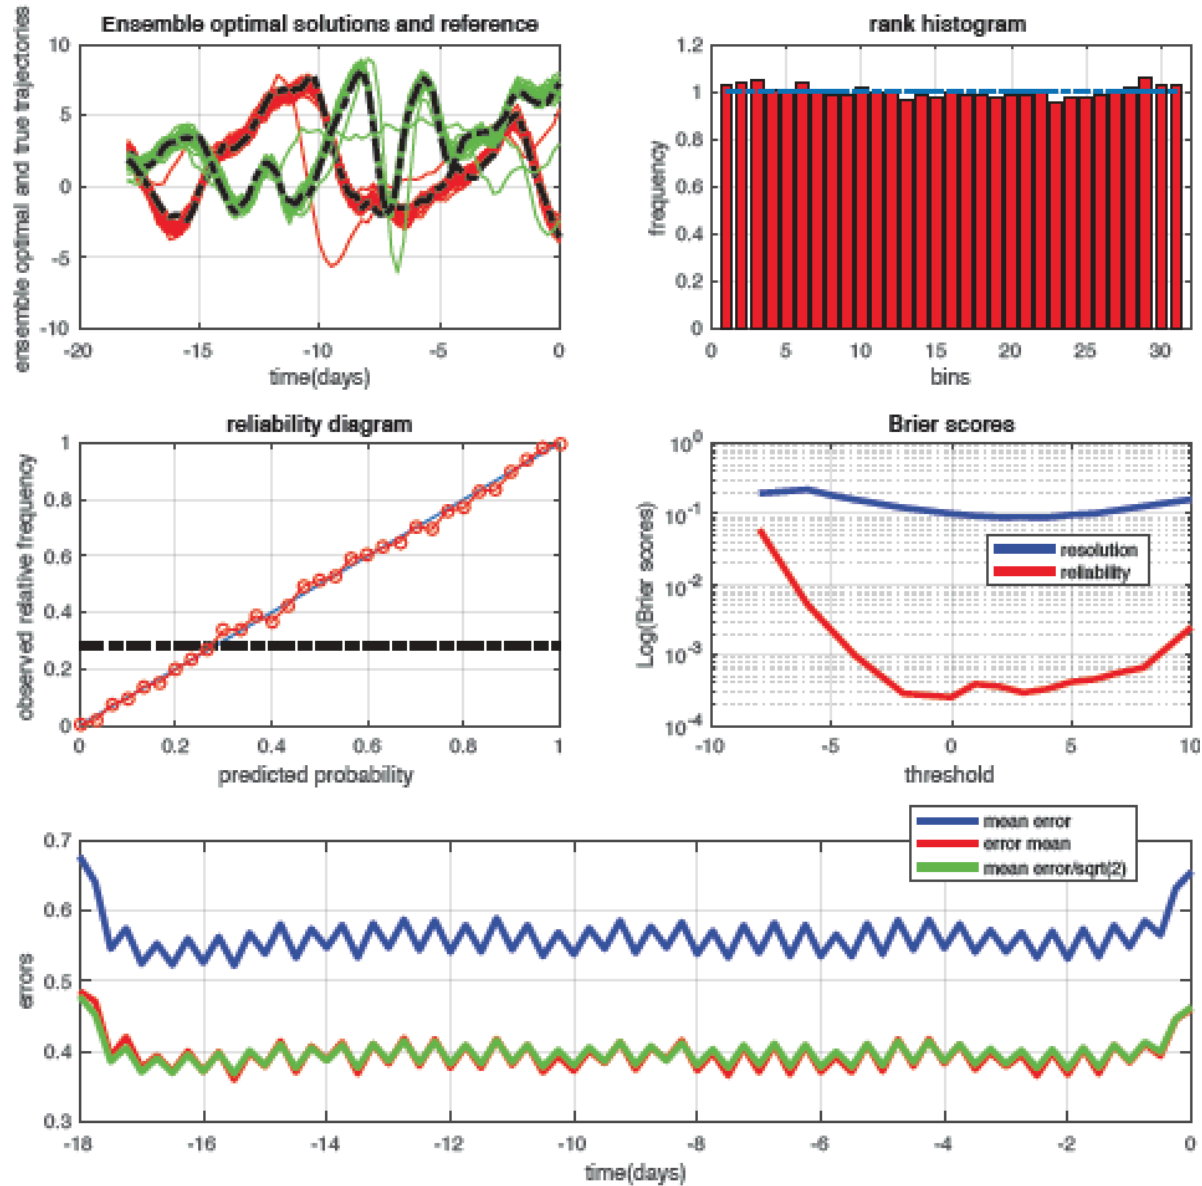 Ensemble optimal solutions and reference
ensemble optimal and true trajectories
10
5
0
-5
-10
-20 -15 -10 -5 0
time(days)
rank histogram
frequency
1.2
1
0.8
0.6
0.4
0.2
0
0 5 10 15 20 25 30
bins
reliability diagram
observed relative frequency
1
0.8
0.6
0.4
0.2
0
0 0.2 0.4 0.6 0.8 1
predicted probability
Brier scores
Log(Brier scores)
10^0
10^-1
10^-2
10^-3
10^-4
resolution
reliability
-10 -5 0 5 10
threshold
mean error
error mean
mean error/sqrt(2)
errors
0.7
0.6
0.5
0.4
0.3
-18 -16 -14 -12 -10 -8 -6 -4 -2 0
time(days)